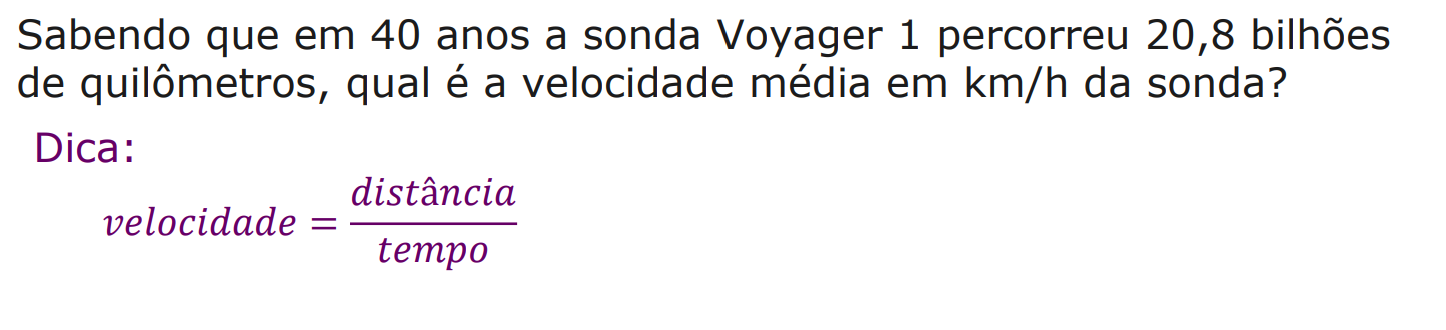 Sabendo que em 40 anos a sonda Voyager 1 percorreu 20,8 bilhões
de quilômetros, qual é a velocidade média em km/h da sonda?
Dica:
velocidade = distância / tempo